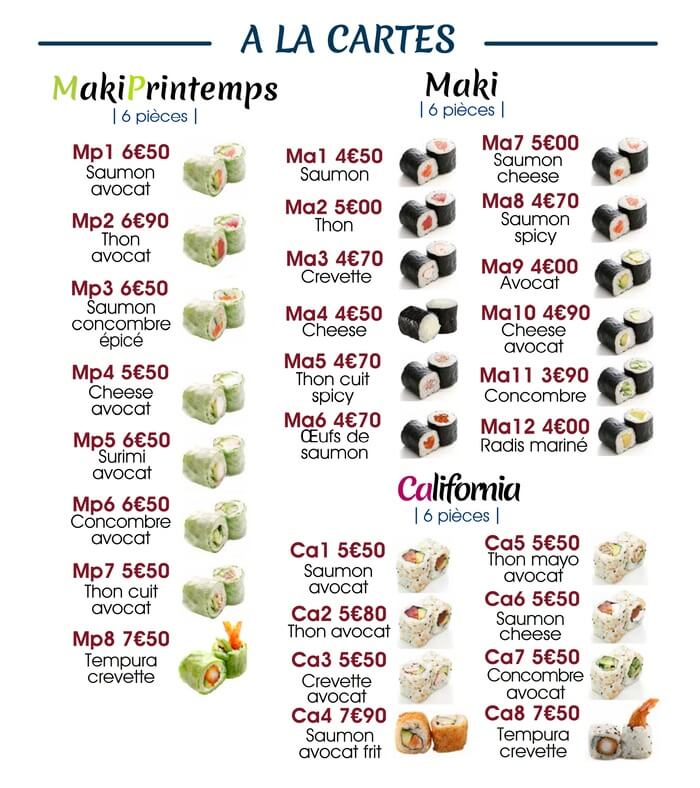 A LA CARTES
MakiPrintemps
| 6 pièces |
Mp1 6€50
Saumon
avocat
Mp2 6€90
Thon
avocat
Mp3 6€50
Saumon
concombre
épicé
Mp4 5€50
Cheese
avocat
Mp5 6€50
Surimi
avocat
Mp6 6€50
Concombre
avocat
Mp7 5€50
Thon cuit
avocat
Mp8 7€50
Tempura
crevette
Maki
| 6 pièces |
Ma1 4€50
Saumon
Ma2 5€00
Thon
Ma3 4€70
Crevette
Ma4 4€50
Cheese
Ma5 4€70
Thon cuit
spicy
Ma6 4€70
Œufs de
saumon
Ma7 5€00
Saumon
cheese
Ma8 4€70
Saumon
spicy
Ma9 4€00
Avocat
Ma10 4€90
Cheese
avocat
Ma11 3€90
Concombre
Ma12 4€00
Radis mariné
California
| 6 pièces |
Ca1 5€50
Saumon
avocat
Ca2 5€80
Thon avocat
Ca3 5€50
Crevette
avocat
Ca4 7€90
Saumon
avocat frit
Ca5 5€50
Thon mayo
avocat
Ca6 5€50
Saumon
cheese
Ca7 5€50
Concombre
avocat
Ca8 7€50
Tempura
crevette